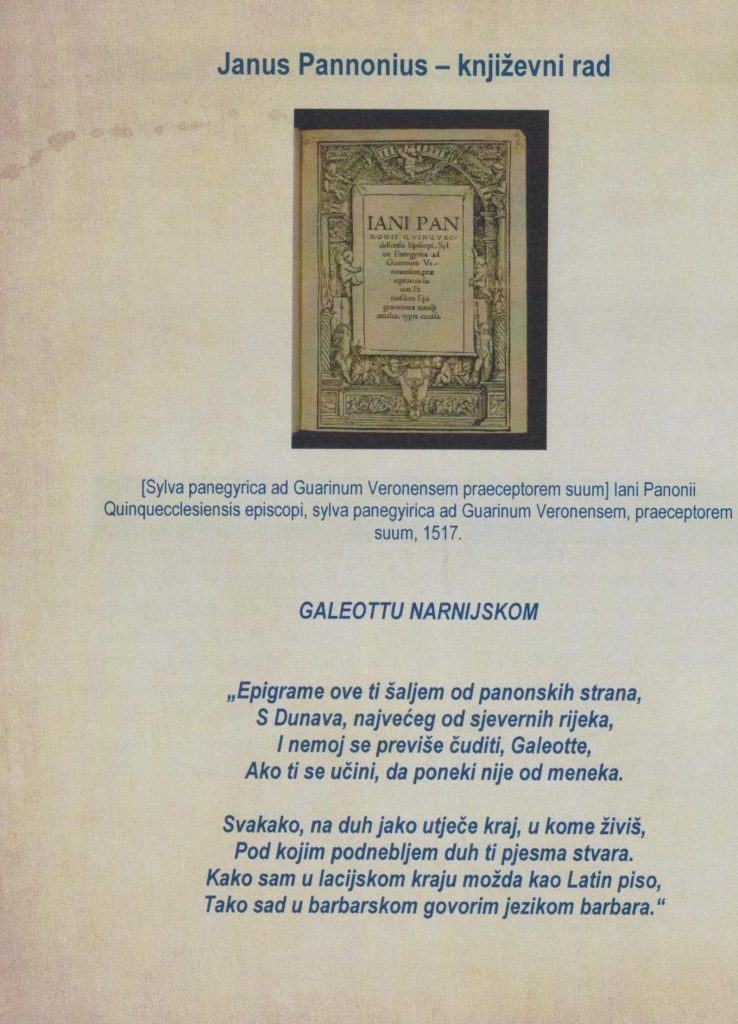 Janus Pannonius – književni rad
IANI PAN
NONII QVINQVEC/
clesiensis Episcopi, Syl
ua Panegyrica ad
Guarinum Ve-
ronensem, præ
ceptorem su
um. Et
eiusdem Epi
grammata
typis excusa.
[Sylva panegyrica ad Guarinum Veronensem praeceptorem suum] Iani Panonii
Quinquecclesiensis episcopi, sylva panegyirica ad Guarinum Veronensem, praeceptorem
suum, 1517.
GALEOTTU NARNIJSKOM
„Epigrame ove ti šaljem od panonskih strana,
S Dunava, najvećeg od sjevernih rijeka,
I nemoj se previše čuditi, Galeotte,
Ako ti se učini, da poneki nije od meneka.
Svakako, na duh jako utječe kraj, u kome živiš,
Pod kojim podnebljem duh ti pjesma stvara.
Kako sam u lacijskom kraju možda kao Latin piso,
Tako sad u barbarskom govorim jezikom barbara.“